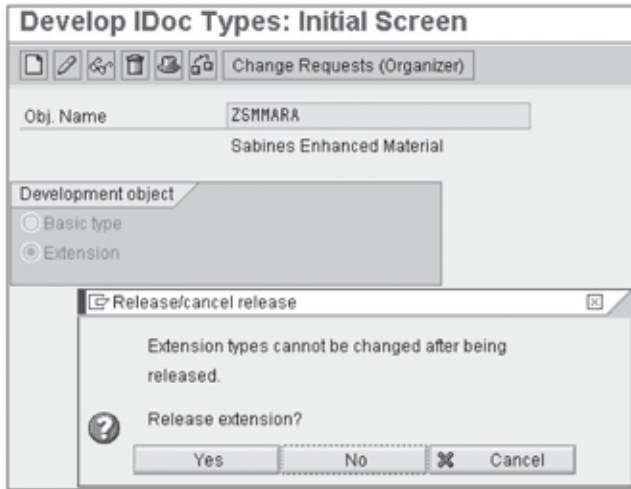 Develop IDoc Types: Initial Screen
Change Requests (Organizer)
Obj. Name ZSMMARA
Sabines Enhanced Material
Development object
Basic type
Extension
Release/cancel release
Extension types cannot be changed after being
released.
Release extension?
Yes No Cancel